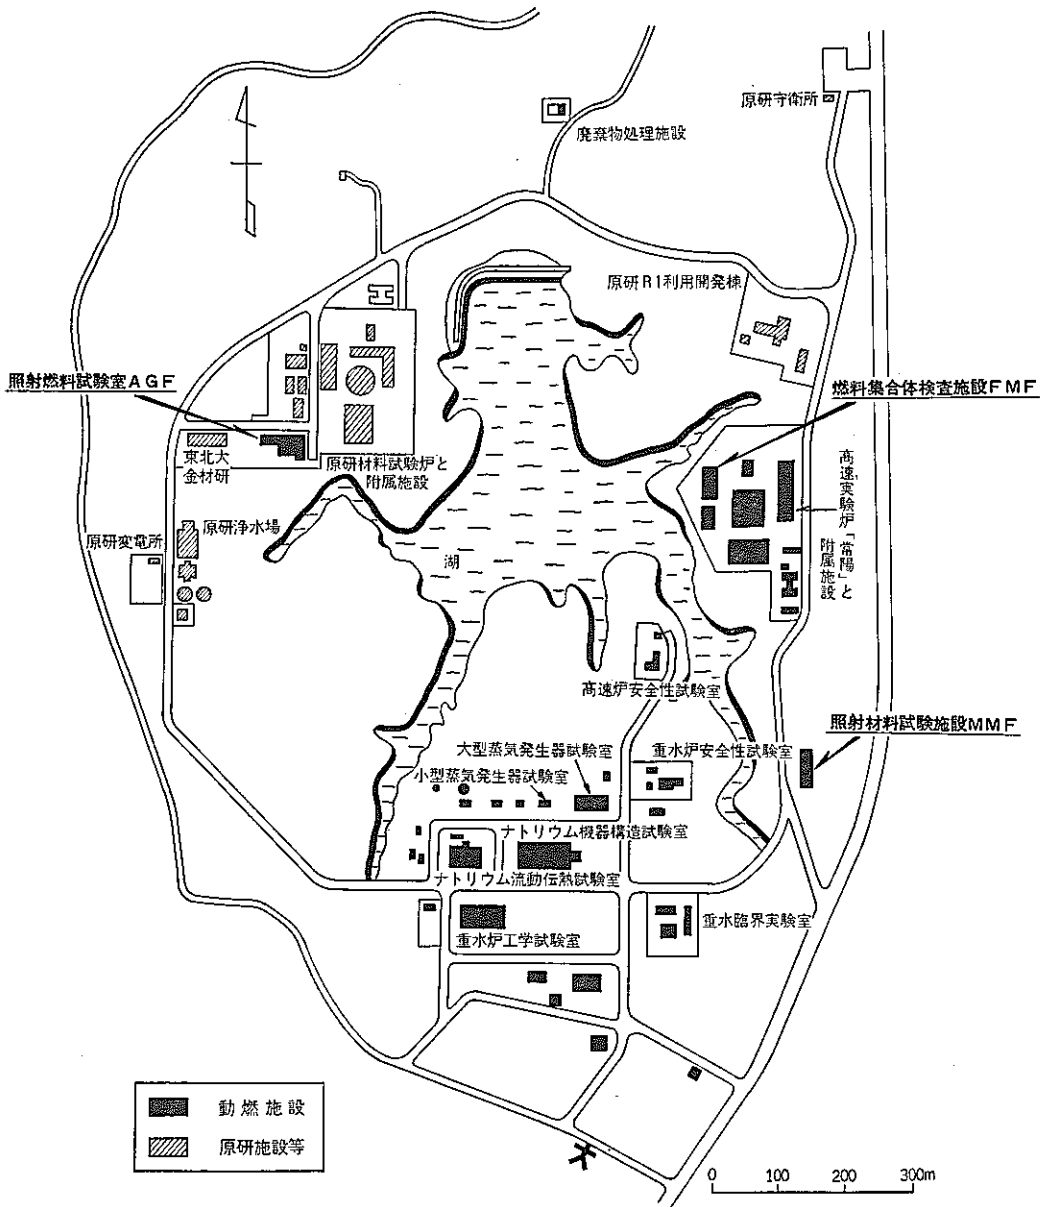 原研守衛所
廃棄物処理施設
原研R1利用開発棟
照射燃料試験室AGF
燃料集合体検査施設FMF
東北大
金材研
原研材料試験炉と
附属施設
高速実験炉「常陽」と
附属施設
原研浄水場
原研変電所
湖
高速炉安全性試験室
照射材料試験施設MMF
大型蒸気発生器試験室
重水炉安全性試験室
小型蒸気発生器試験室
ナトリウム機器構造試験室
ナトリウム流動伝熱試験室
重水炉工学試験室
重水臨界実験室
動燃施設
原研施設等
0 100 200 300m